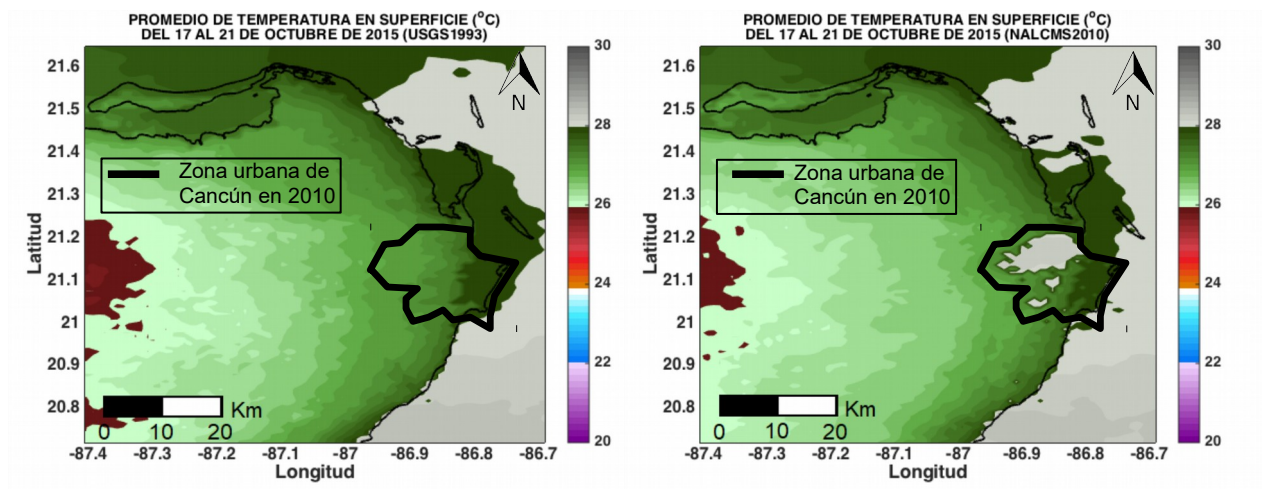 PROMEDIO DE TEMPERATURA EN SUPERFICIE (°C)
DEL 17 AL 21 DE OCTUBRE DE 2015 (USGS1993)
21.6
21.5
21.4
21.3
21.2
21.1
21
20.9
20.8
Latitud
N
Zona urbana de
Cancún en 2010
Km
0 10 20
-87.4 -87.3 -87.2 -87.1 -87 -86.9 -86.8 -86.7
Longitud
30
28
26
24
22
20
PROMEDIO DE TEMPERATURA EN SUPERFICIE (°C)
DEL 17 AL 21 DE OCTUBRE DE 2015 (NALCMS2010)
21.6
21.5
21.4
21.3
21.2
21.1
21
20.9
20.8
Latitud
N
Zona urbana de
Cancún en 2010
Km
0 10 20
-87.4 -87.3 -87.2 -87.1 -87 -86.9 -86.8 -86.7
Longitud
30
28
26
24
22
20